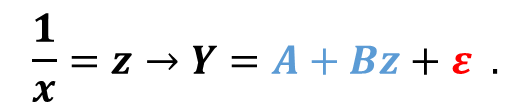 1/x = z → Y = A + Bz + ε .